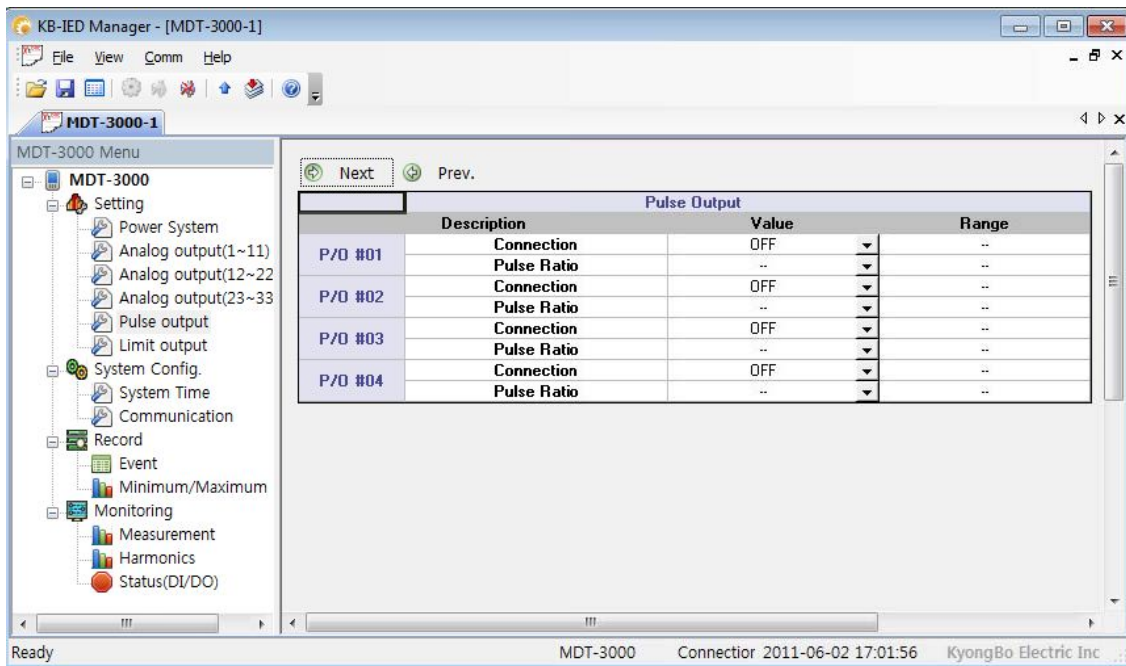 KB-IED Manager - [MDT-3000-1]
File View Comm Help
MDT-3000-1
MDT-3000 Menu
MDT-3000
Setting
Power System
Analog output(1~11)
Analog output(12~22
Analog output(23~33
Pulse output
Limit output
System Config.
System Time
Communication
Record
Event
Minimum/Maximum
Monitoring
Measurement
Harmonics
Status(DI/DO)
Next Prev.
Pulse Output
Description Value Range
P/O #01
Connection OFF --
Pulse Ratio -- --
P/O #02
Connection OFF --
Pulse Ratio -- --
P/O #03
Connection OFF --
Pulse Ratio -- --
P/O #04
Connection OFF --
Pulse Ratio -- --
Ready MDT-3000 Connectior 2011-06-02 17:01:56 KyongBo Electric Inc